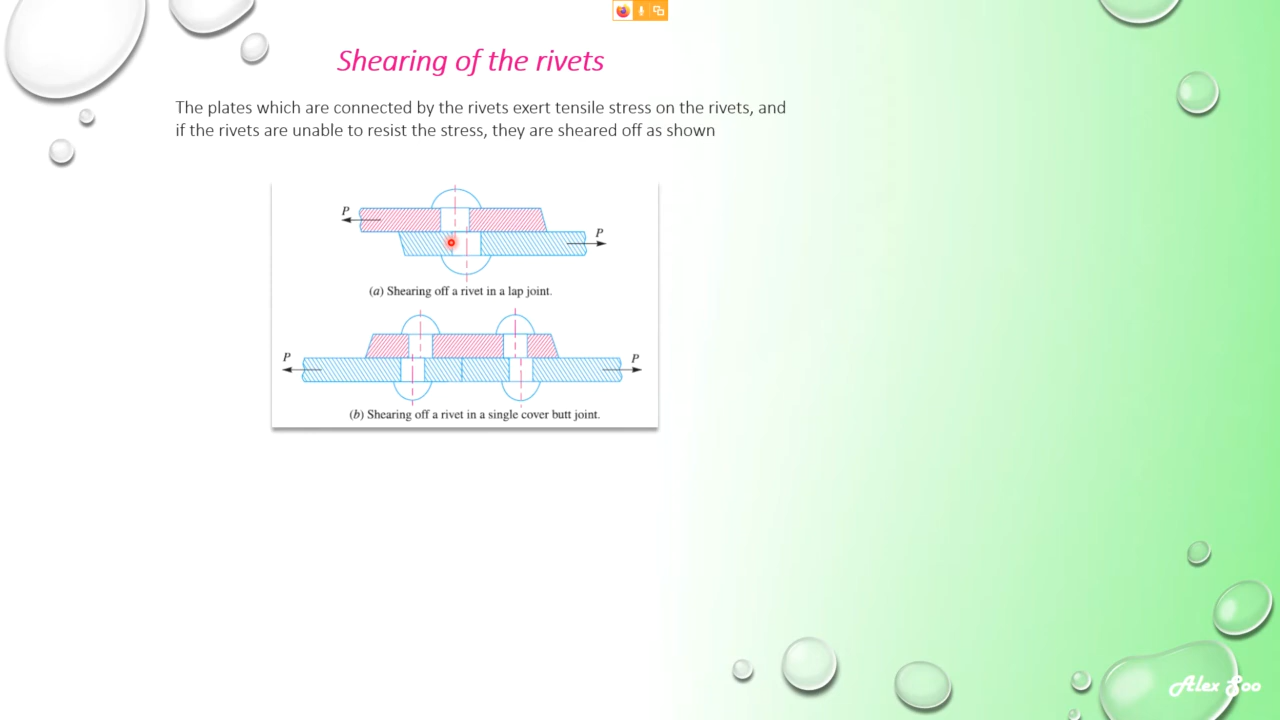 Shearing of the rivets
The plates which are connected by the rivets exert tensile stress on the rivets, and
if the rivets are unable to resist the stress, they are sheared off as shown
P
P
(a) Shearing off a rivet in a lap joint.
P
P
(b) Shearing off a rivet in a single cover butt joint.
Alex Soo